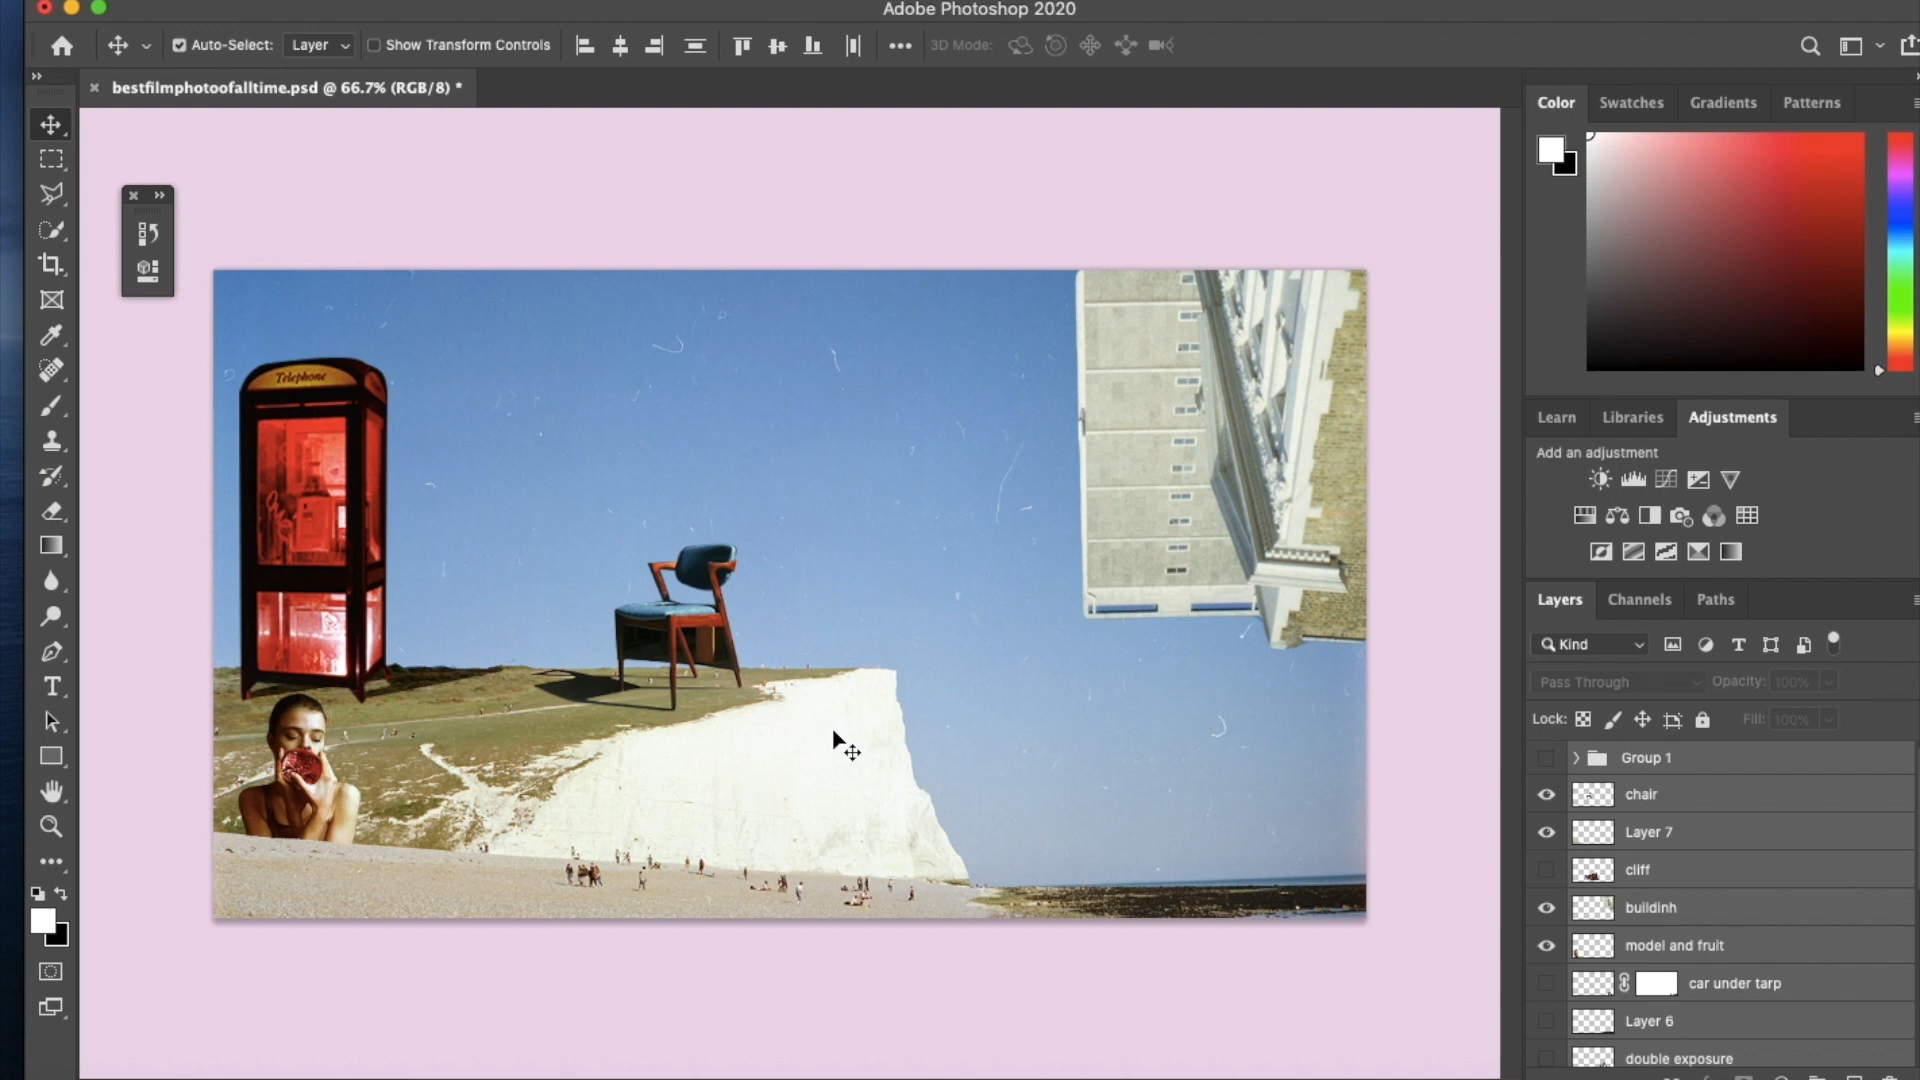 Adobe Photoshop 2020
Auto-Select: Layer Show Transform Controls 3D Mode:
bestfilmphotoofalltime.psd @ 66.7% (RGB/8) *
Color Swatches Gradients Patterns
Telephone
Learn Libraries Adjustments
Add an adjustment
Layers Channels Paths
Kind
Pass Through Opacity: 100%
Lock: Fill: 100%
Group 1
chair
Layer 7
cliff
buildinh
model and fruit
car under tarp
Layer 6
double exposure